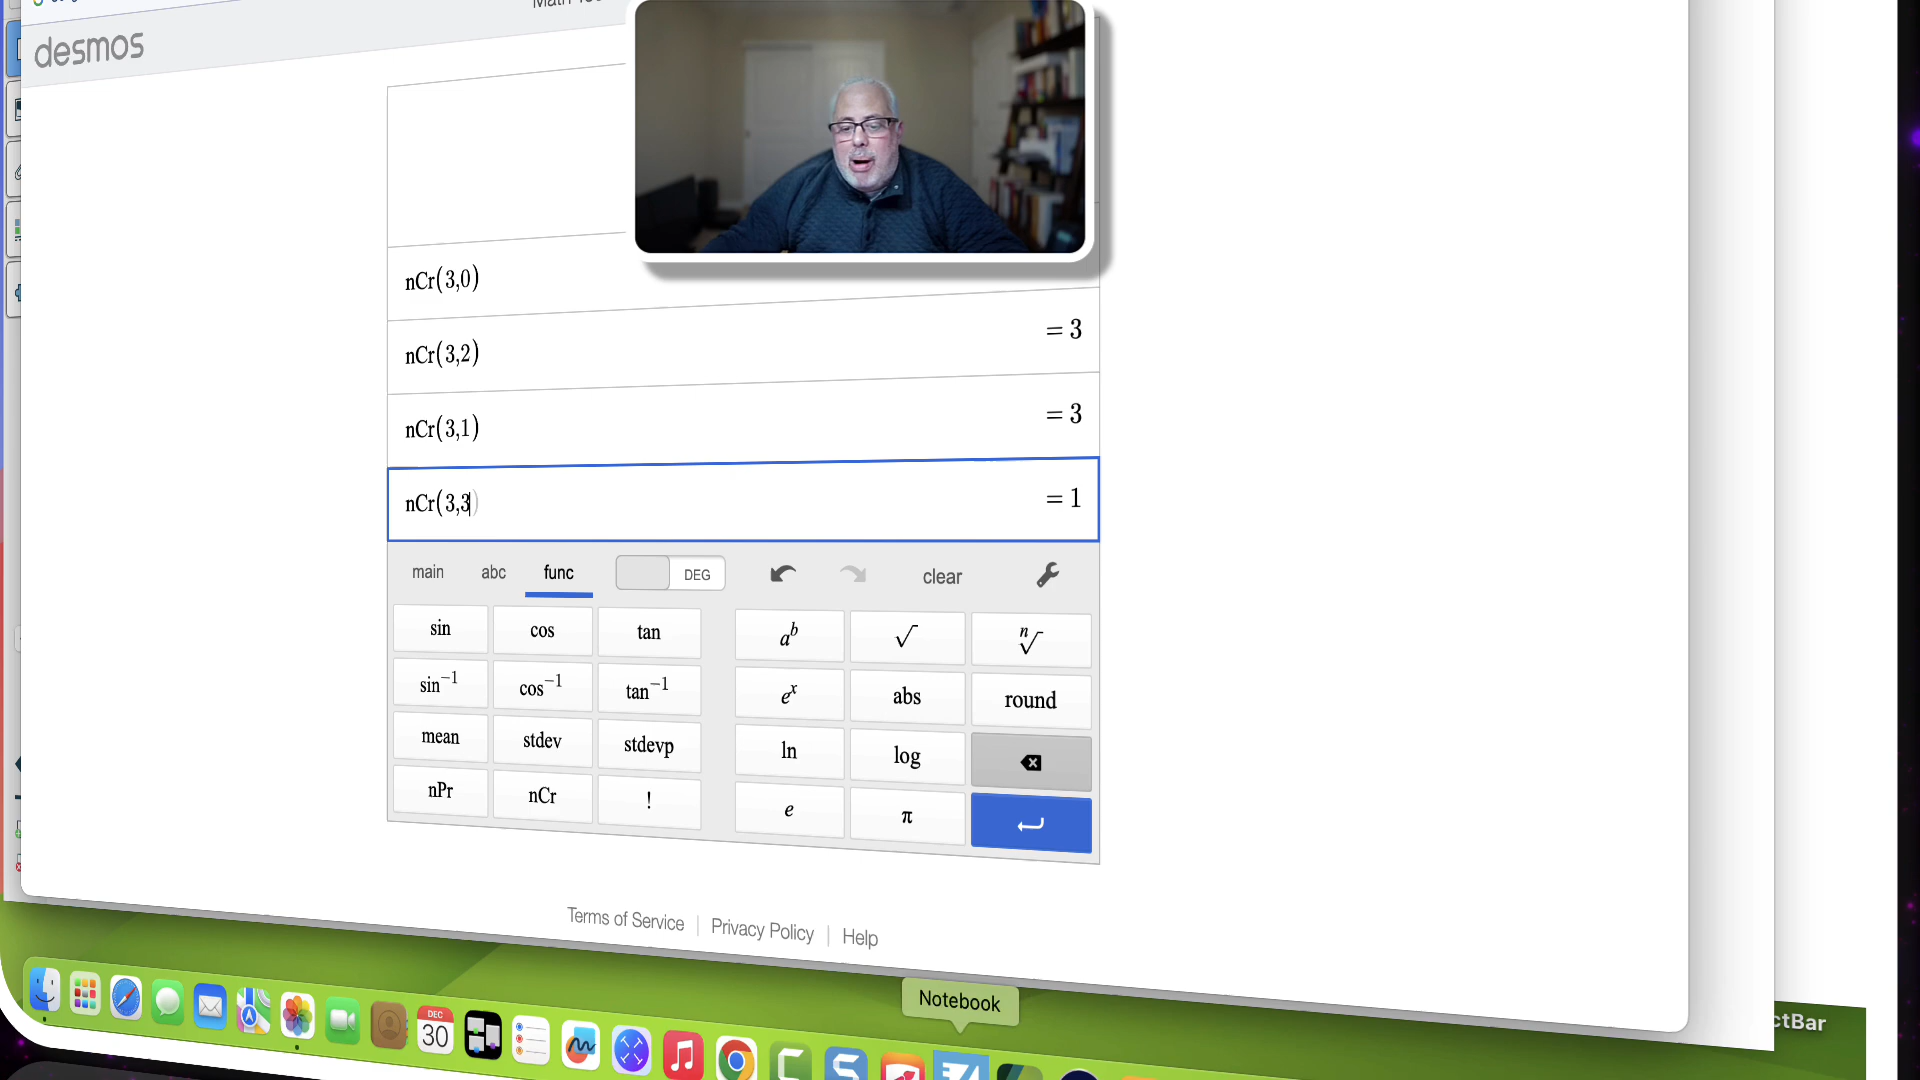 desmos
nCr(3,0)
nCr(3,2) = 3
nCr(3,1) = 3
nCr(3,3) = 1
main abc func DEG clear
sin cos tan a^b √ ⁿ√
sin⁻¹ cos⁻¹ tan⁻¹ eˣ abs round
mean stdev stdevp ln log
nPr nCr ! e π
Terms of Service | Privacy Policy | Help
Notebook
DEC
30